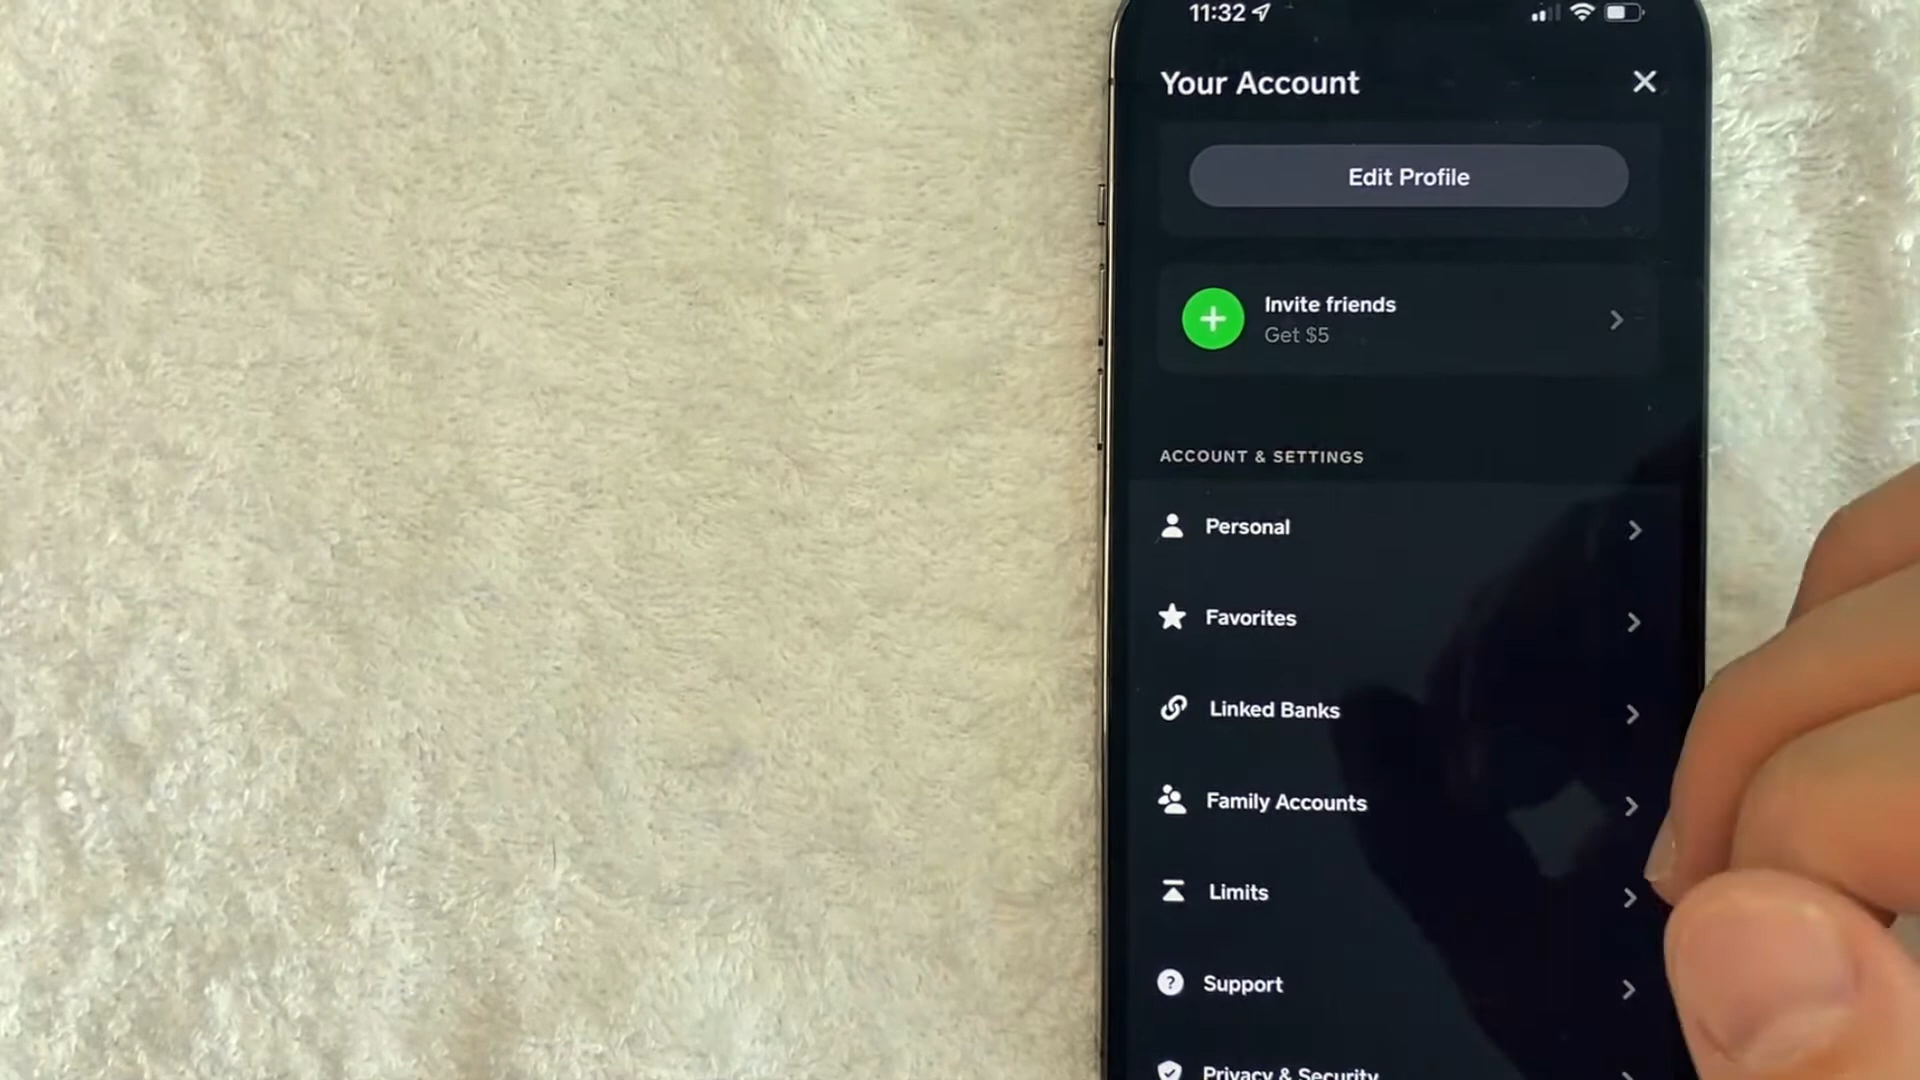 11:32
Your Account
Edit Profile
Invite friends
Get $5
ACCOUNT & SETTINGS
Personal
Favorites
Linked Banks
Family Accounts
Limits
Support
Privacy & Security